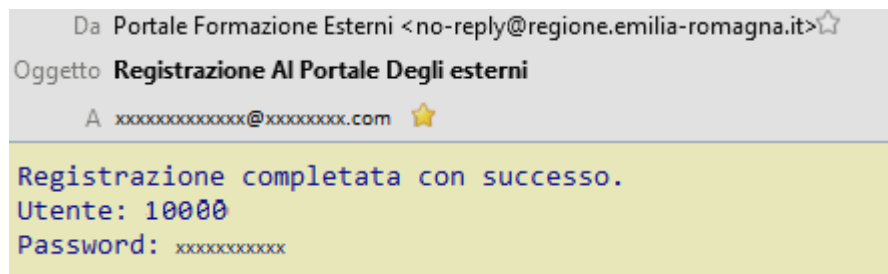 Da Portale Formazione Esterni <no-reply@regione.emilia-romagna.it>
Oggetto Registrazione Al Portale Degli esterni
A xxxxxxxxxxxxx@xxxxxxxx.com
Registrazione completata con successo.
Utente: 10000
Password: xxxxxxxxxxx